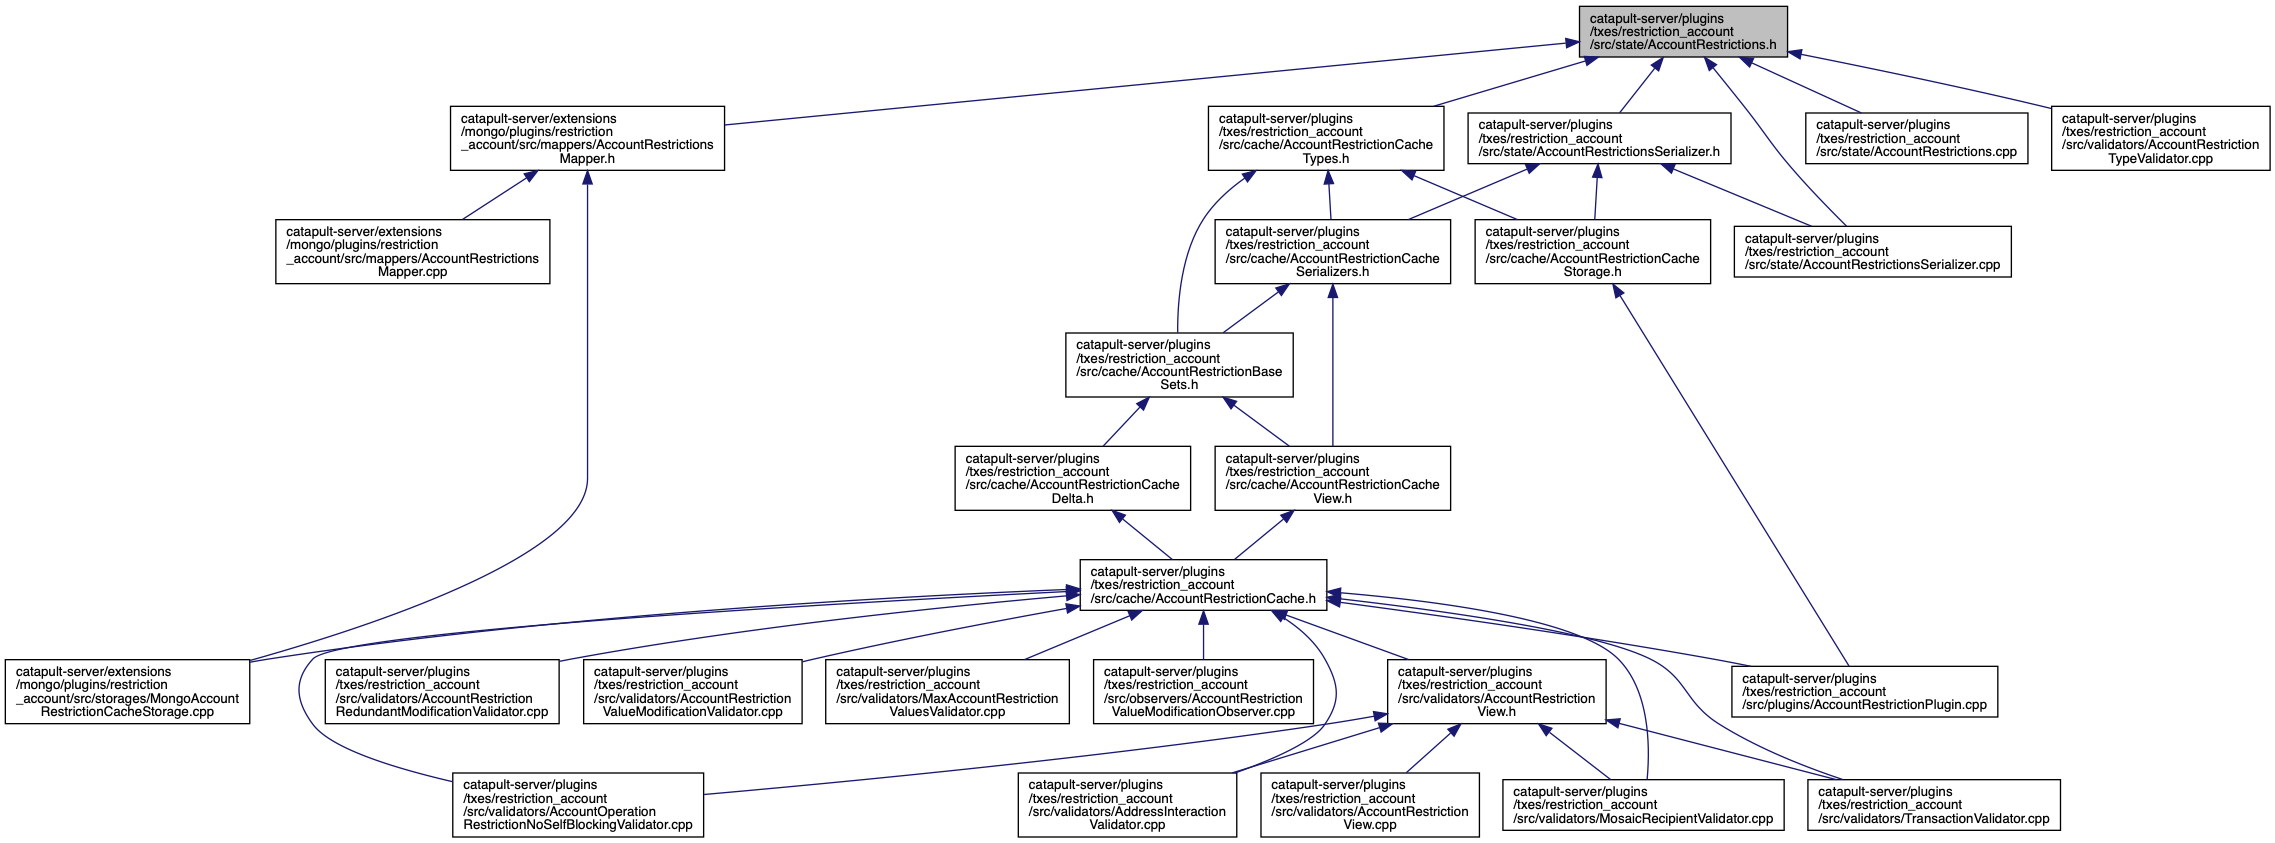 catapult-server/plugins
/txes/restriction_account
/src/state/AccountRestrictions.h
catapult-server/extensions
/mongo/plugins/restriction
_account/src/mappers/AccountRestrictions
Mapper.h
catapult-server/plugins
/txes/restriction_account
/src/cache/AccountRestrictionCache
Types.h
catapult-server/plugins
/txes/restriction_account
/src/state/AccountRestrictionsSerializer.h
catapult-server/plugins
/txes/restriction_account
/src/state/AccountRestrictions.cpp
catapult-server/plugins
/txes/restriction_account
/src/validators/AccountRestriction
TypeValidator.cpp
catapult-server/extensions
/mongo/plugins/restriction
_account/src/mappers/AccountRestrictions
Mapper.cpp
catapult-server/plugins
/txes/restriction_account
/src/cache/AccountRestrictionCache
Serializers.h
catapult-server/plugins
/txes/restriction_account
/src/cache/AccountRestrictionCache
Storage.h
catapult-server/plugins
/txes/restriction_account
/src/state/AccountRestrictionsSerializer.cpp
catapult-server/plugins
/txes/restriction_account
/src/cache/AccountRestrictionBase
Sets.h
catapult-server/plugins
/txes/restriction_account
/src/cache/AccountRestrictionCache
Delta.h
catapult-server/plugins
/txes/restriction_account
/src/cache/AccountRestrictionCache
View.h
catapult-server/plugins
/txes/restriction_account
/src/cache/AccountRestrictionCache.h
catapult-server/extensions
/mongo/plugins/restriction
_account/src/storages/MongoAccount
RestrictionCacheStorage.cpp
catapult-server/plugins
/txes/restriction_account
/src/validators/AccountRestriction
RedundantModificationValidator.cpp
catapult-server/plugins
/txes/restriction_account
/src/validators/AccountRestriction
ValueModificationValidator.cpp
catapult-server/plugins
/txes/restriction_account
/src/validators/MaxAccountRestriction
ValuesValidator.cpp
catapult-server/plugins
/txes/restriction_account
/src/observers/AccountRestriction
ValueModificationObserver.cpp
catapult-server/plugins
/txes/restriction_account
/src/validators/AccountRestriction
View.h
catapult-server/plugins
/txes/restriction_account
/src/plugins/AccountRestrictionPlugin.cpp
catapult-server/plugins
/txes/restriction_account
/src/validators/AccountOperation
RestrictionNoSelfBlockingValidator.cpp
catapult-server/plugins
/txes/restriction_account
/src/validators/AddressInteraction
Validator.cpp
catapult-server/plugins
/txes/restriction_account
/src/validators/AccountRestriction
View.cpp
catapult-server/plugins
/txes/restriction_account
/src/validators/MosaicRecipientValidator.cpp
catapult-server/plugins
/txes/restriction_account
/src/validators/TransactionValidator.cpp